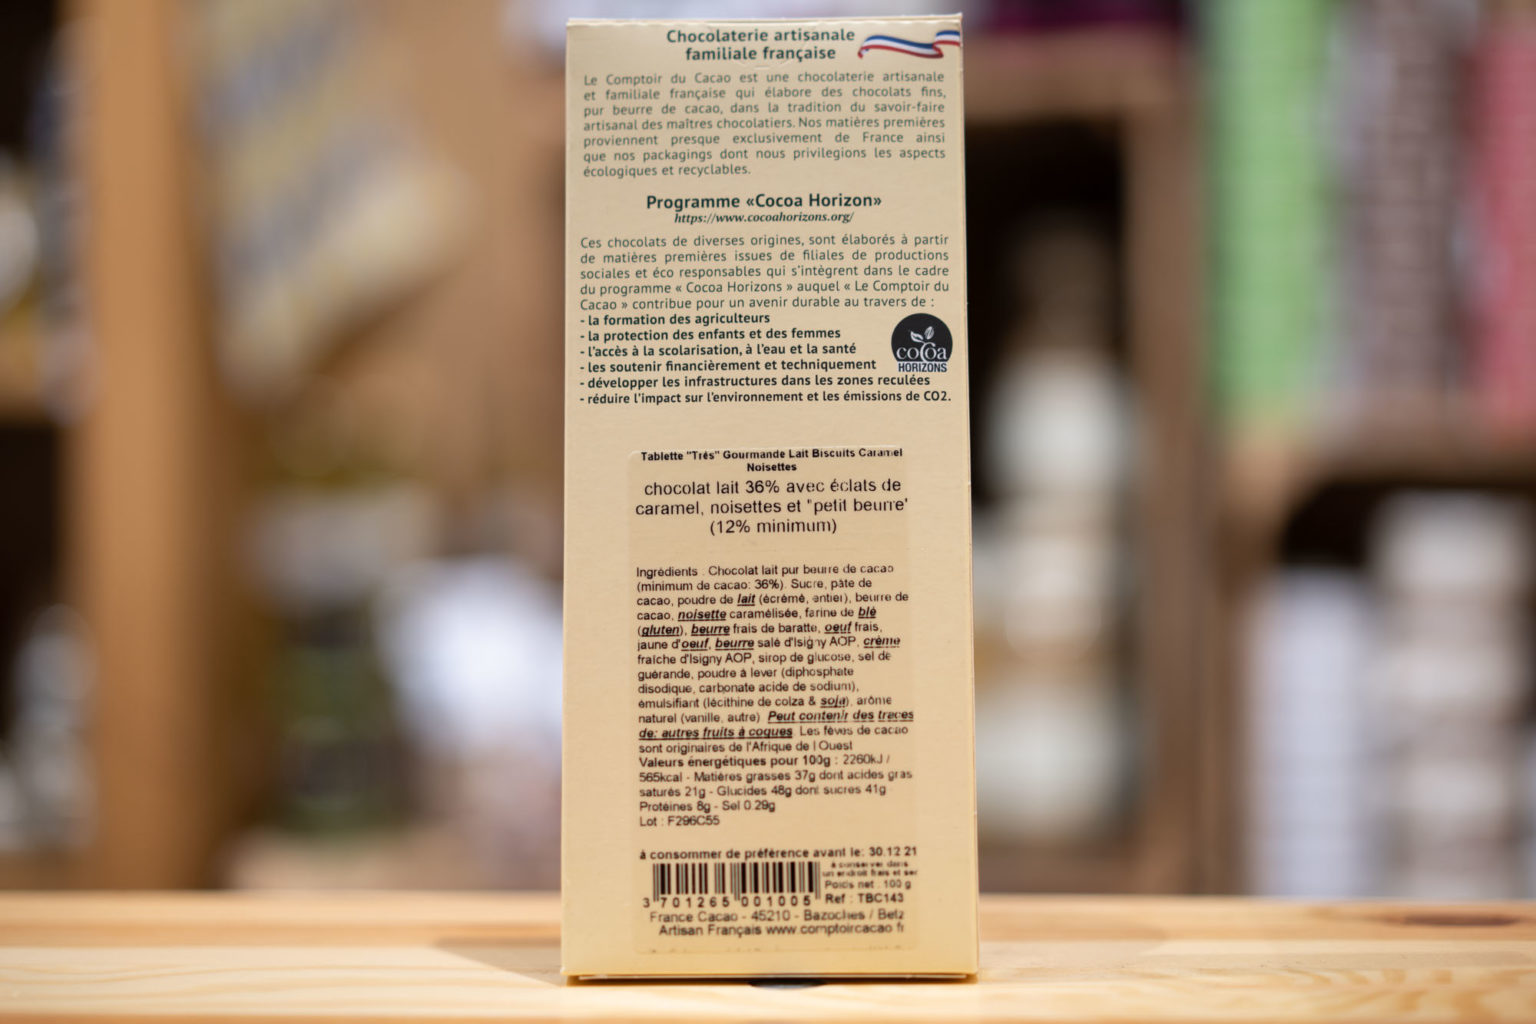 Chocolaterie artisanale
familiale française
Le Comptoir du Cacao est une chocolaterie artisanale
et familiale française qui élabore des chocolats fins,
pur beurre de cacao, dans la tradition du savoir-faire
artisanal des maîtres chocolatiers. Nos matières premières
proviennent presque exclusivement de France ainsi
que nos packagings dont nous privilegions les aspects
écologiques et recyclables.
Programme «Cocoa Horizon»
https://www.cocoahorizons.org/
Ces chocolats de diverses origines, sont élaborés à partir
de matières premières issues de filiales de productions
sociales et éco responsables qui s'intègrent dans le cadre
du programme « Cocoa Horizons » auquel « Le Comptoir du
Cacao » contribue pour un avenir durable au travers de :
- la formation des agriculteurs
- la protection des enfants et des femmes
- l'accès à la scolarisation, à l'eau et la santé
- les soutenir financièrement et techniquement
- développer les infrastructures dans les zones reculées
- réduire l'impact sur l'environnement et les émissions de CO2.
cocoa
HORIZONS
Tablette "Trés" Gourmande Lait Biscuits Caramel
Noisettes
chocolat lait 36% avec éclats de
caramel, noisettes et "petit beurre"
(12% minimum)
Ingrédients : Chocolat lait pur beurre de cacao
(minimum de cacao: 36%). Sucre, pâte de
cacao, poudre de lait (écrémé, entier), beurre de
cacao, noisette caramélisée, farine de blé
(gluten), beurre frais de baratte, oeuf frais,
jaune d'oeuf, beurre salé d'Isigny AOP, crème
fraîche d'Isigny AOP, sirop de glucose, sel de
guérande, poudre à lever (diphosphate
disodique, carbonate acide de sodium),
émulsifiant (lécithine de colza & soja), arôme
naturel (vanille, autre) Peut contenir des traces
de: autres fruits à coques. Les fèves de cacao
sont originaires de l'Afrique de l Ouest
Valeurs énergétiques pour 100g : 2260kJ /
565kcal - Matières grasses 37g dont acides gras
saturés 21g - Glucides 48g dont sucres 41g
Protéines 8g - Sel 0.29g
Lot : F296C55
à consommer de préférence avant le: 30.12 21
à conserver dans
un endroit frais et sec
Poids net : 100 g
3 701265 001005
Ref : TBC143
France Cacao - 45210 - Bazoches / Betz
Artisan Français www.comptoircacao.fr